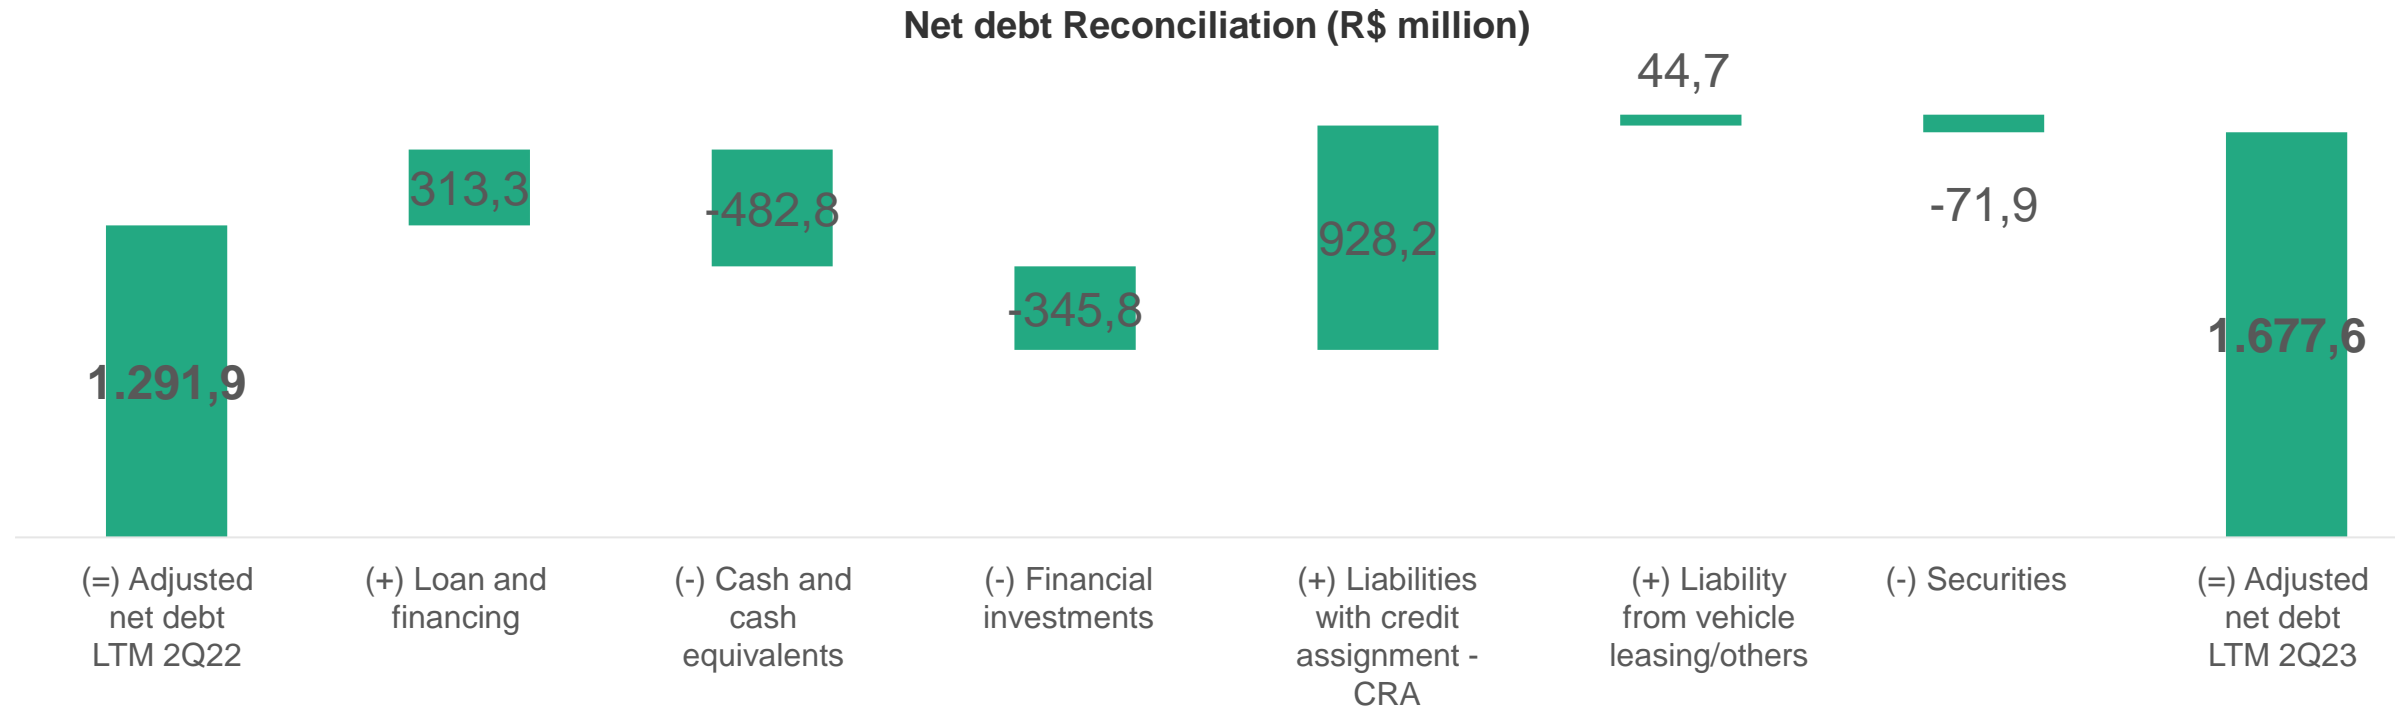 Net debt Reconciliation (R$ million)
1.291,9
313,3
-482,8
-345,8
928,2
44,7
-71,9
1.677,6
(=) Adjusted
net debt
LTM 2Q22
(+) Loan and
financing
(-) Cash and
cash
equivalents
(-) Financial
investments
(+) Liabilities
with credit
assignment -
CRA
(+) Liability
from vehicle
leasing/others
(-) Securities
(=) Adjusted
net debt
LTM 2Q23